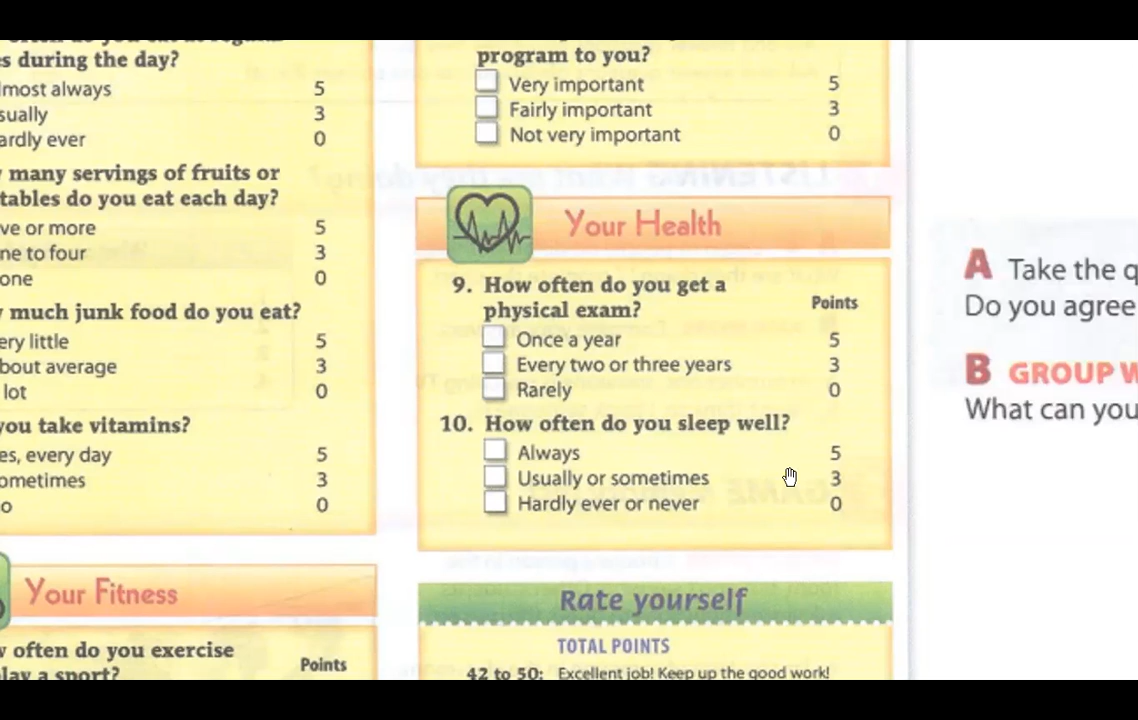 es during the day?
lmost always 5
sually 3
ardly ever 0
many servings of fruits or
tables do you eat each day?
ve or more 5
ne to four 3
one 0
much junk food do you eat?
ery little 5
bout average 3
lot 0
you take vitamins?
es, every day 5
ometimes 3
o 0
Your Fitness
w often do you exercise
play a sport? Points
program to you?
Very important 5
Fairly important 3
Not very important 0
Your Health
9. How often do you get a
physical exam? Points
Once a year 5
Every two or three years 3
Rarely 0
10. How often do you sleep well?
Always 5
Usually or sometimes 3
Hardly ever or never 0
Rate yourself
TOTAL POINTS
42 to 50: Excellent job! Keep up the good work!
A Take the q
Do you agree
B GROUP W
What can you